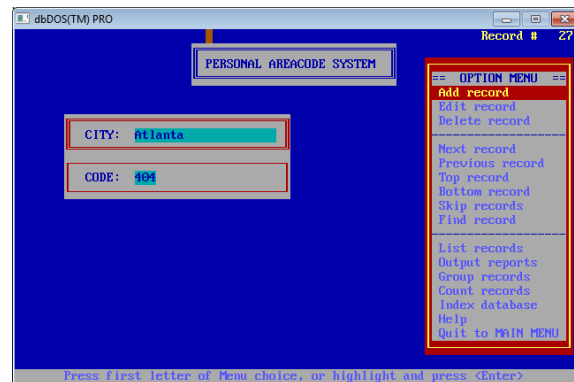 dbDOS(TM) PRO
Record # 27
PERSONAL AREACODE SYSTEM
== OPTION MENU ==
Add record
Edit record
Delete record
Next record
Previous record
Top record
Bottom record
Skip records
Find record
List records
Output reports
Group records
Count records
Index database
Help
Quit to MAIN MENU
CITY: Atlanta
CODE: 404
Press first letter of Menu choice, or highlight and press <Enter>